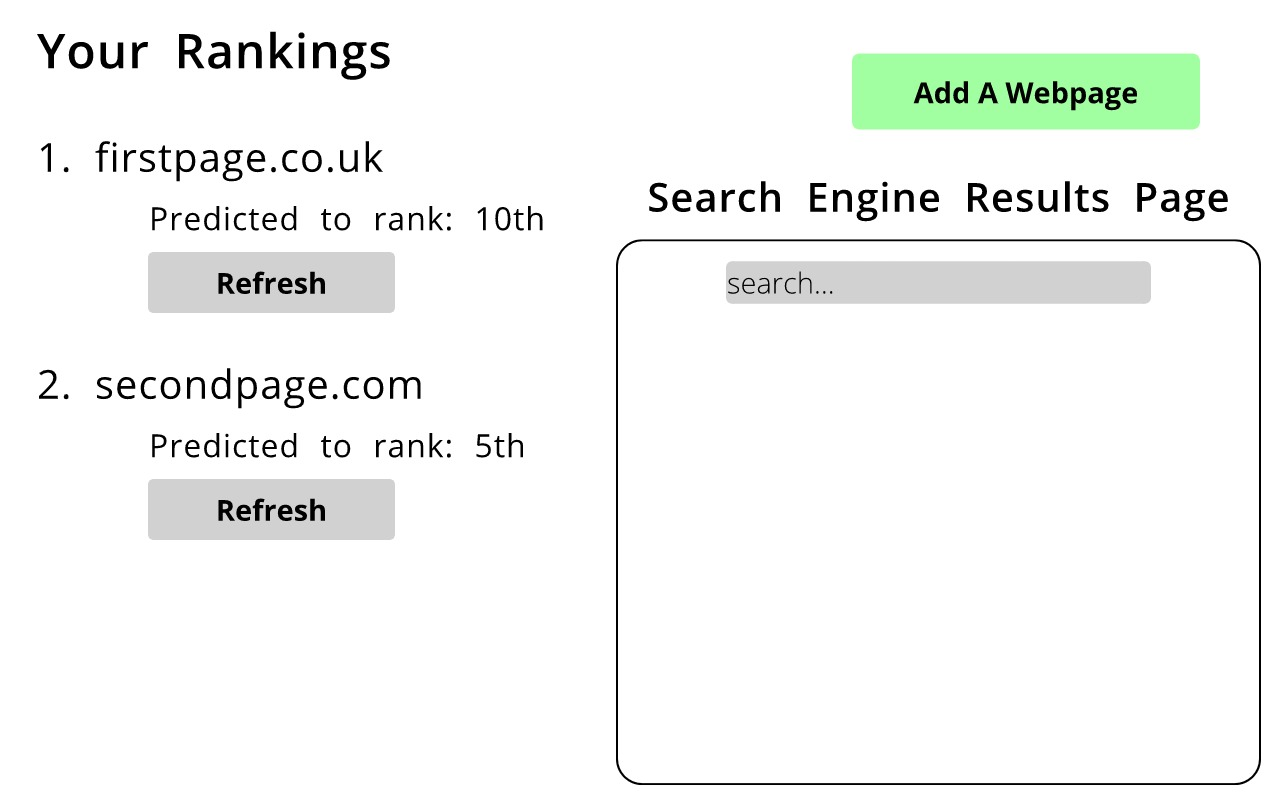 Your Rankings
Add A Webpage
1. firstpage.co.uk
Predicted to rank: 10th
Refresh
2. secondpage.com
Predicted to rank: 5th
Refresh
Search Engine Results Page
search...